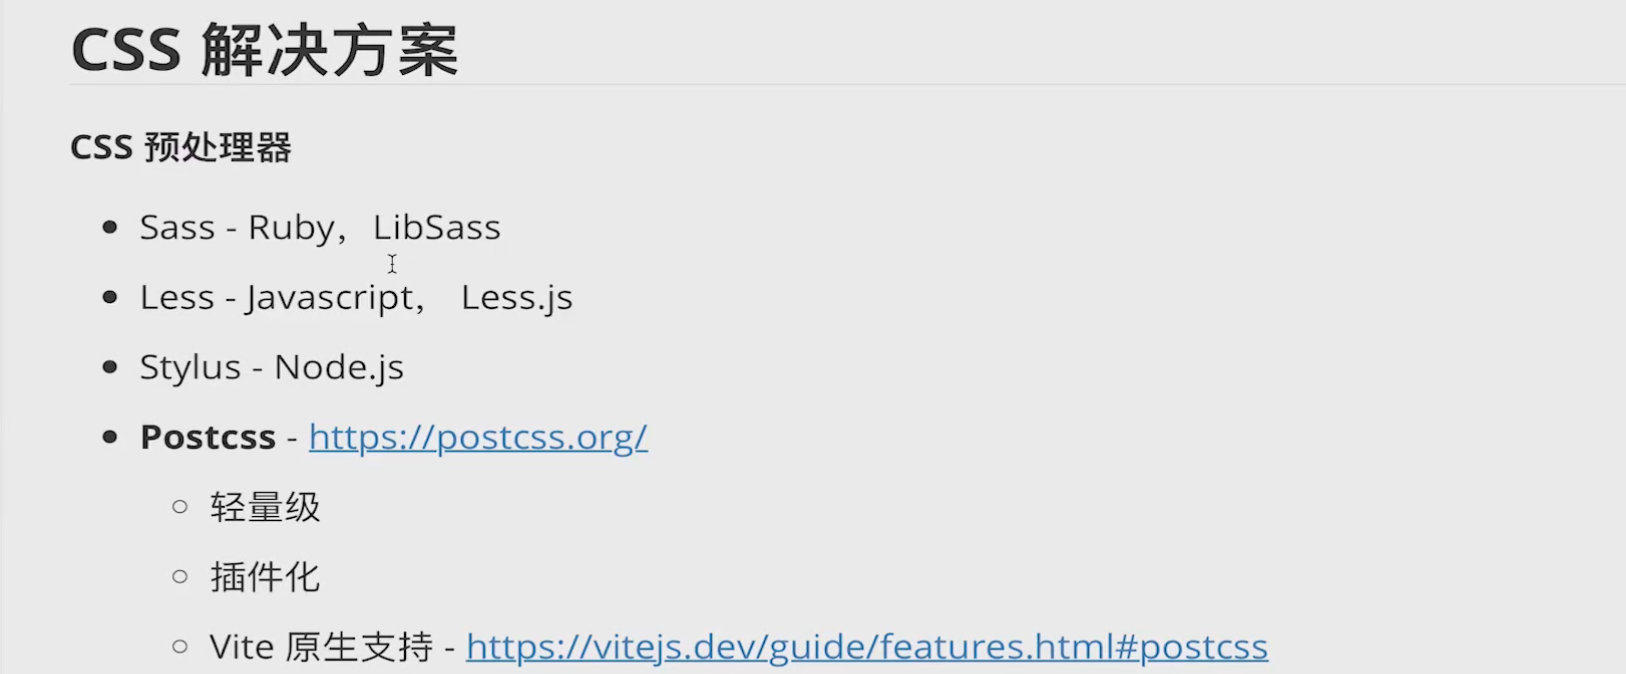 CSS 解决方案
CSS 预处理器
Sass - Ruby，LibSass
Less - Javascript， Less.js
Stylus - Node.js
Postcss - https://postcss.org/
轻量级
插件化
Vite 原生支持 - https://vitejs.dev/guide/features.html#postcss